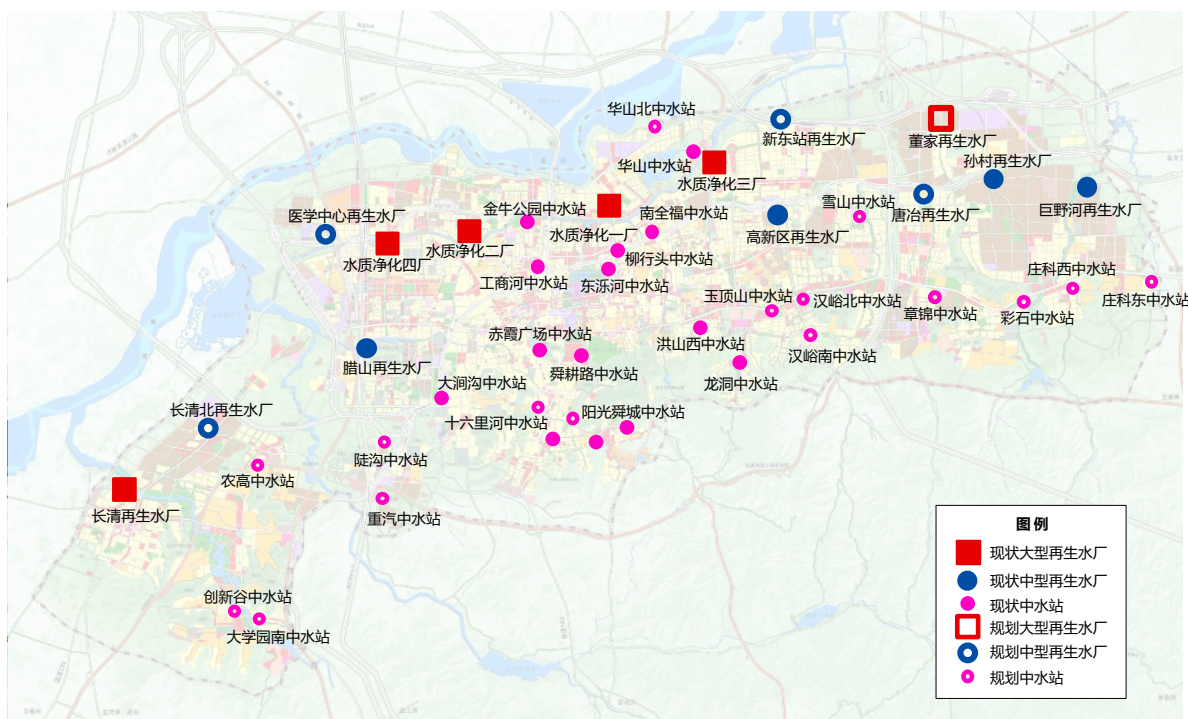 华山北中水站
新东站再生水厂
董家再生水厂
华山中水站
孙村再生水厂
水质净化三厂
巨野河再生水厂
唐冶再生水厂
雪山中水站
高新区再生水厂
金牛公园中水站
南全福中水站
医学中心再生水厂
水质净化一厂
水质净化二厂
水质净化四厂
柳行头中水站
工商河中水站
东泺河中水站
庄科西中水站
庄科东中水站
玉顶山中水站
汉峪北中水站
章锦中水站
彩石中水站
赤霞广场中水站
洪山西中水站
汉峪南中水站
腊山再生水厂
舜耕路中水站
龙洞中水站
大涧沟中水站
长清北再生水厂
十六里河中水站
阳光舜城中水站
陡沟中水站
农高中水站
长清再生水厂
重汽中水站
创新谷中水站
大学园南中水站
图例
现状大型再生水厂
现状中型再生水厂
现状中水站
规划大型再生水厂
规划中型再生水厂
规划中水站